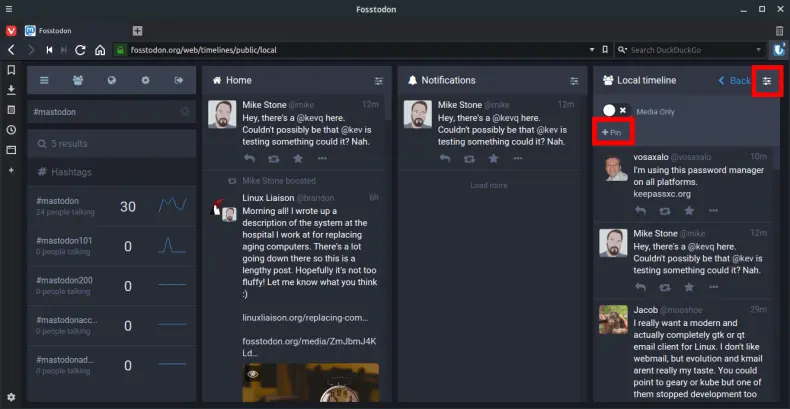 Fosstodon
Fosstodon
fosstodon.org/web/timelines/public/local
Search DuckDuckGo
#mastodon
5 results
# Hashtags
#mastodon
24 people talking
30
#mastodon101
0 people talking
0
#mastodon200
0 people talking
0
#mastodonacc...
0 people talking
0
#mastodonad...
0 people talking
0
Home
Mike Stone @mike 12m
Hey, there's a @kevq here.
Couldn't possibly be that @kev is
testing something could it? Nah.
Mike Stone boosted
Linux Liaison @brandon 6h
Morning all! I wrote up a
description of the system at the
hospital I work at for replacing
aging computers. There's a lot
going down there so this is a
lengthy post. Hopefully it's not too
fluffy! Let me know what you think
:)
linuxliaison.org/replacing-com...
fosstodon.org/media/ZmJbmJ4K
Ld...
Notifications
Mike Stone @mike 12m
Hey, there's a @kevq here.
Couldn't possibly be that @kev is
testing something could it? Nah.
Load more
Local timeline
Back
Media Only
+ Pin
vosaxalo @vosaxalo 10m
I'm using this password manager
on all platforms.
keepassxc.org
Mike Stone @mike 12m
Hey, there's a @kevq here.
Couldn't possibly be that @kev is
testing something could it? Nah.
Jacob @mooshoe 29m
I really want a modern and
actually completely gtk or qt
email client for Linux. I don't like
webmail, but evolution and kmail
arent really my taste. You could
point to geary or kube but one of
them stopped development too